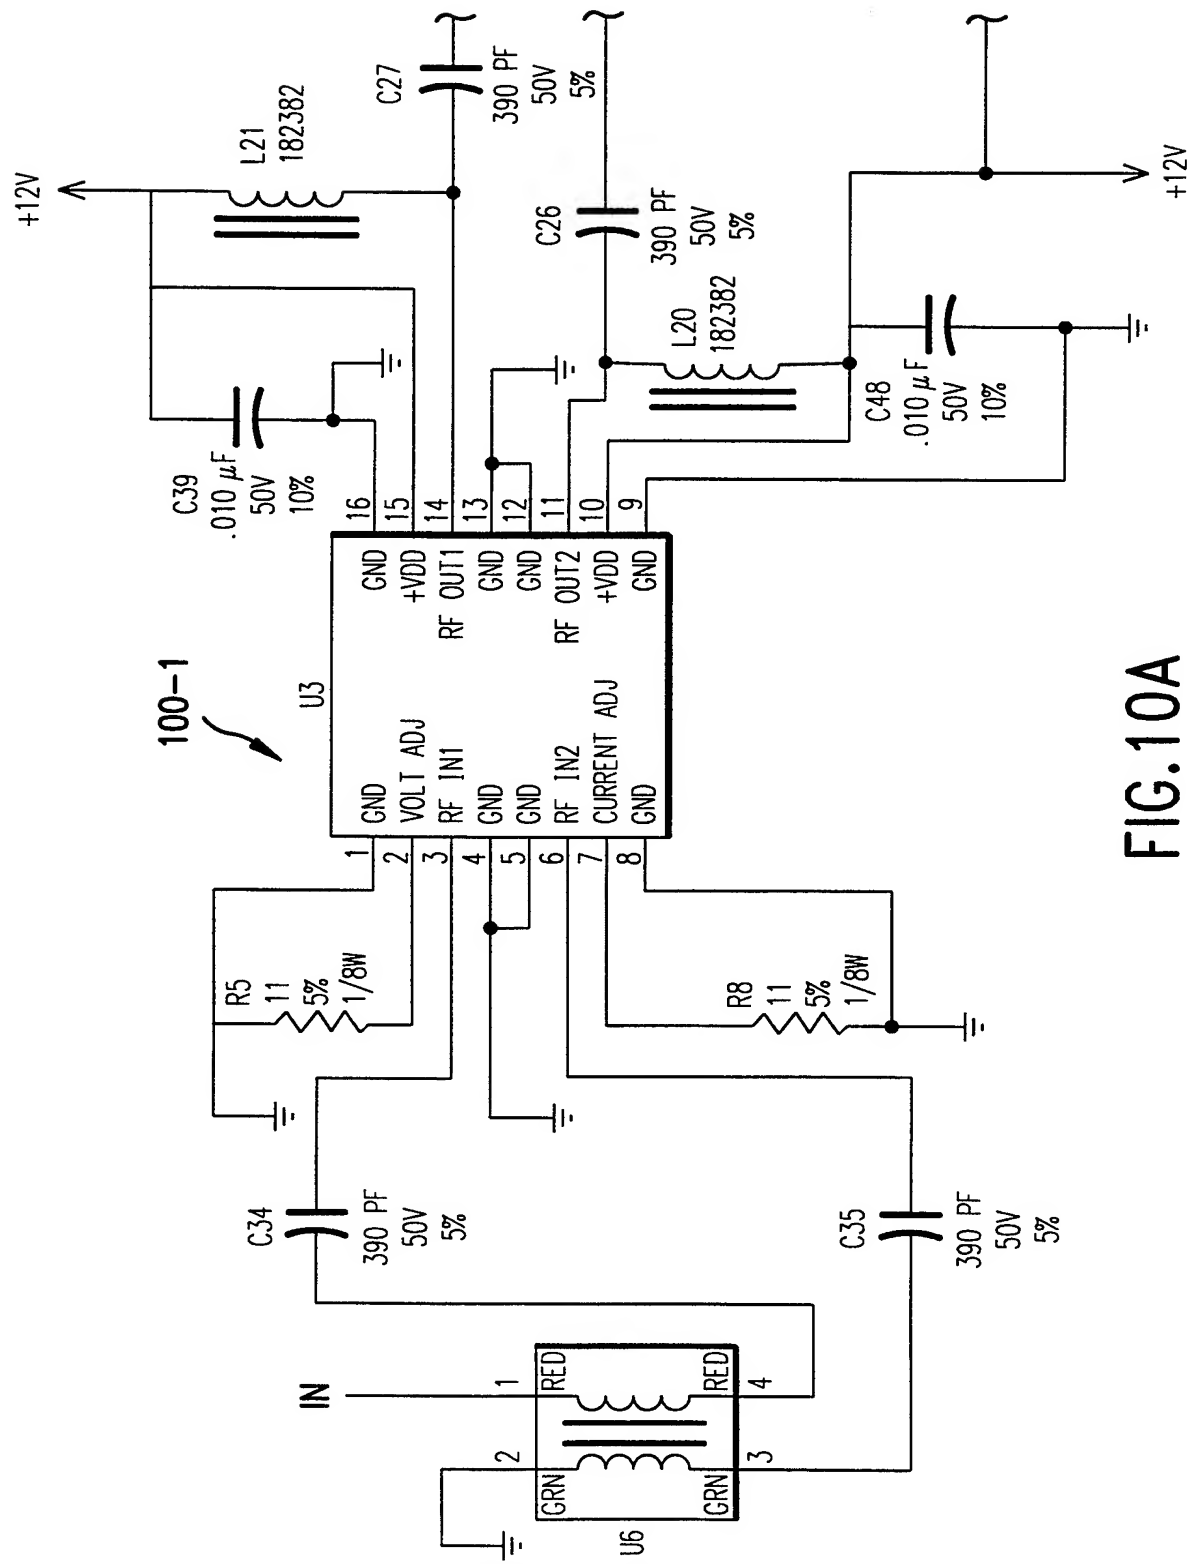 100-1
U3
GND
VOLT ADJ
RF IN1
GND
GND
RF IN2
CURRENT ADJ
GND
1
2
3
4
5
6
7
8
GND
+VDD
RF OUT1
GND
GND
RF OUT2
+VDD
GND
16
15
14
13
12
11
10
9
IN
U6
1
RED
RED
4
2
GRN
GRN
3
C34
390 PF
50V
5%
C35
390 PF
50V
5%
R5
11
5%
1/8W
R8
11
5%
1/8W
C39
.010 µF
50V
10%
+12V
L21
182382
C27
390 PF
50V
5%
C26
390 PF
50V
5%
L20
182382
C48
.010 µF
50V
10%
+12V
FIG.10A